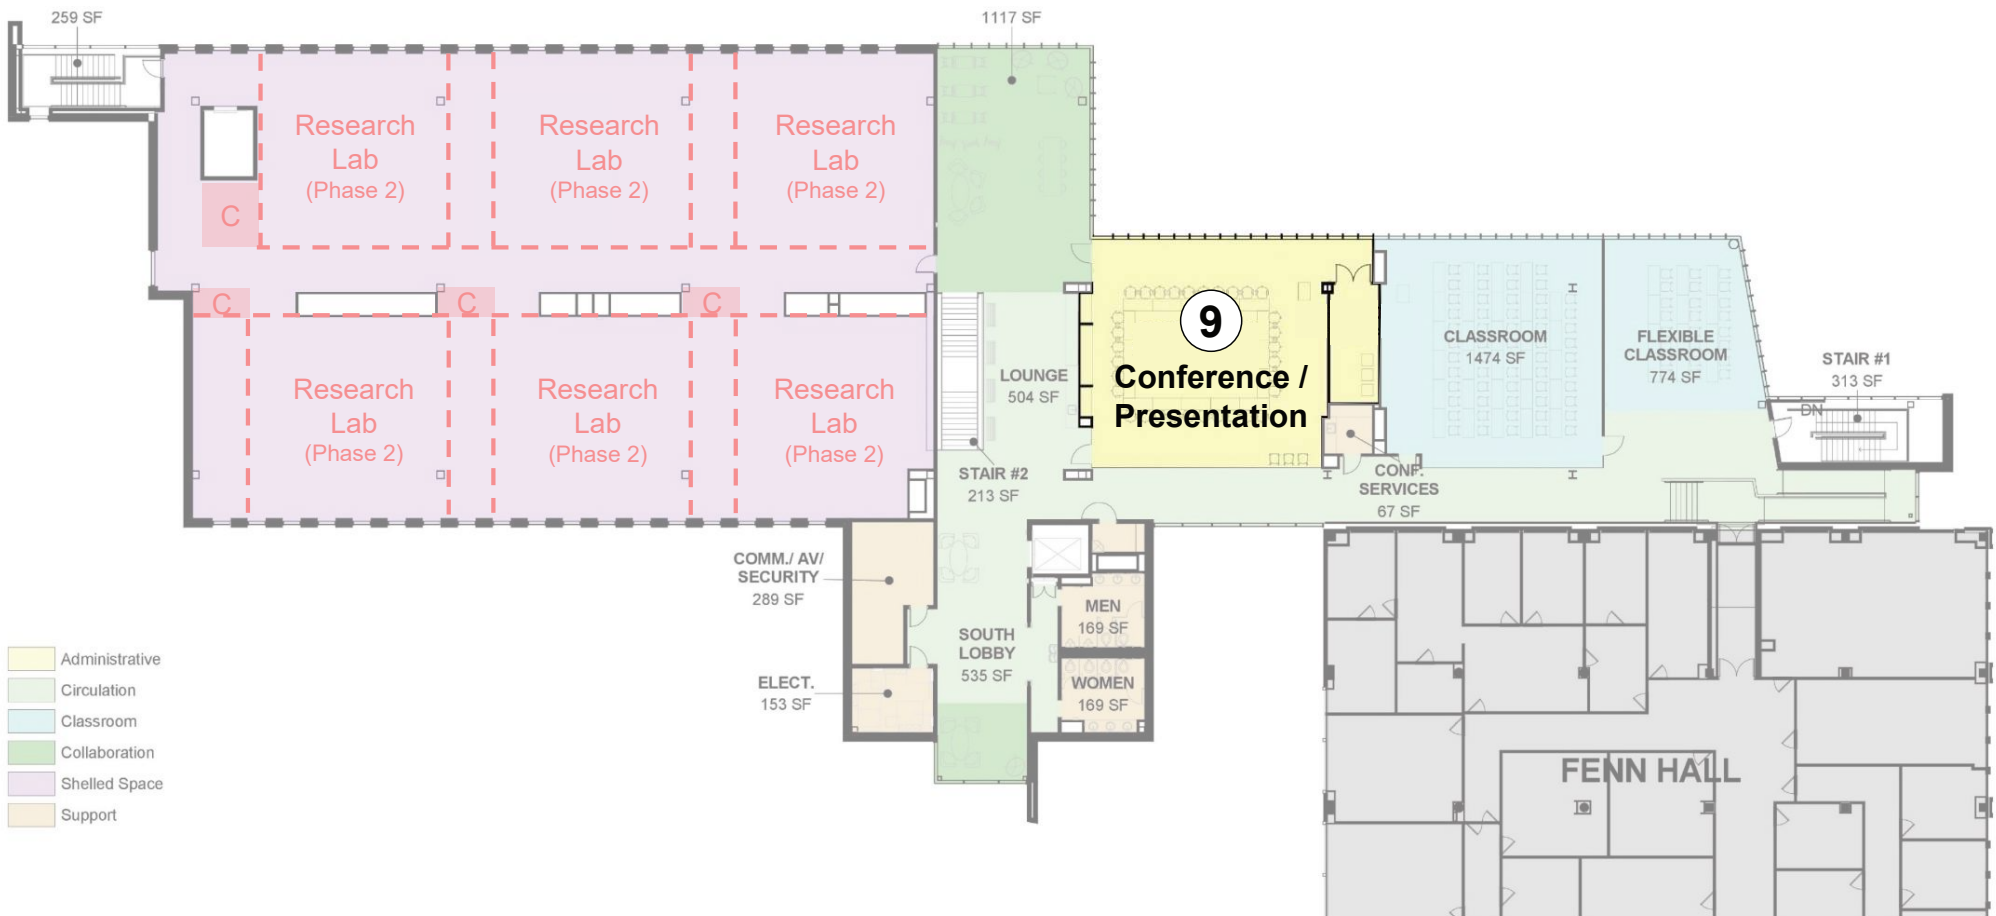 259 SF
1117 SF
Research
Lab
(Phase 2)
Research
Lab
(Phase 2)
Research
Lab
(Phase 2)
C
C
C
C
Research
Lab
(Phase 2)
Research
Lab
(Phase 2)
Research
Lab
(Phase 2)
LOUNGE
504 SF
9
Conference /
Presentation
CLASSROOM
1474 SF
FLEXIBLE
CLASSROOM
774 SF
STAIR #1
313 SF
DN
STAIR #2
213 SF
CONF.
SERVICES
67 SF
COMM./ AV/
SECURITY
289 SF
MEN
169 SF
SOUTH
LOBBY
535 SF
ELECT.
153 SF
WOMEN
169 SF
FENN HALL
Administrative
Circulation
Classroom
Collaboration
Shelled Space
Support